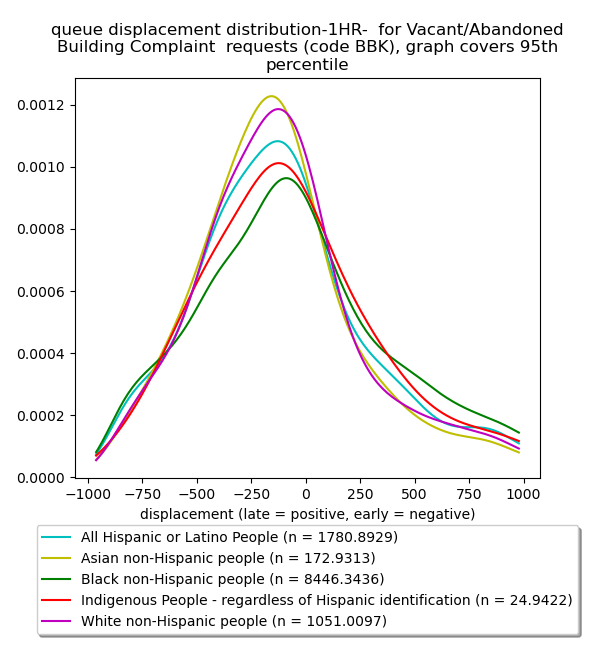 queue displacement distribution-1HR-  for Vacant/Abandoned
Building Complaint  requests (code BBK), graph covers 95th
percentile
0.0012
0.0010
0.0008
0.0006
0.0004
0.0002
0.0000
−1000 −750 −500 −250 0 250 500 750 1000
displacement (late = positive, early = negative)
All Hispanic or Latino People (n = 1780.8929)
Asian non-Hispanic people (n = 172.9313)
Black non-Hispanic people (n = 8446.3436)
Indigenous People - regardless of Hispanic identification (n = 24.9422)
White non-Hispanic people (n = 1051.0097)